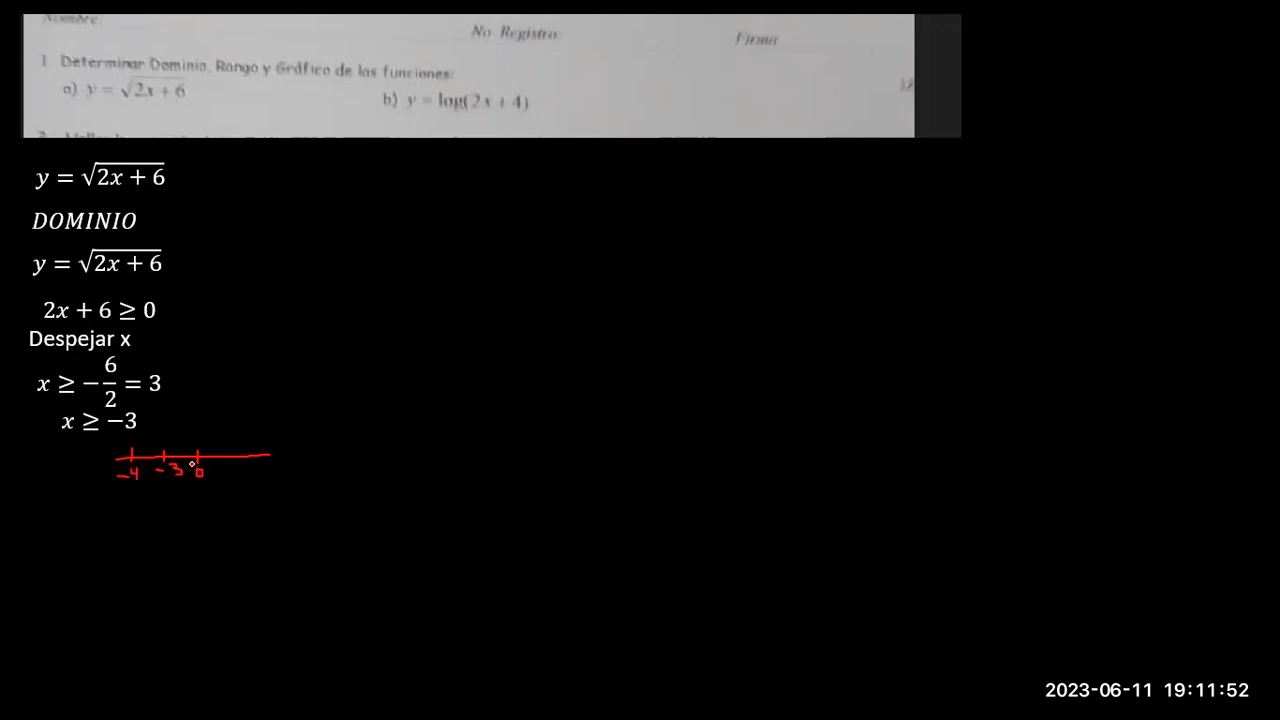 Nombre:
No Registro
Firma
1 Determinar Dominio, Rango y Gráfico de las funciones:
a) y = √2x + 6
b) y = log(2x + 4)
y = √2x + 6
DOMINIO
y = √2x + 6
2x + 6 ≥ 0
Despejar x
x ≥ −6/2 = 3
x ≥ −3
-4 -3 0
2023-06-11 19:11:52